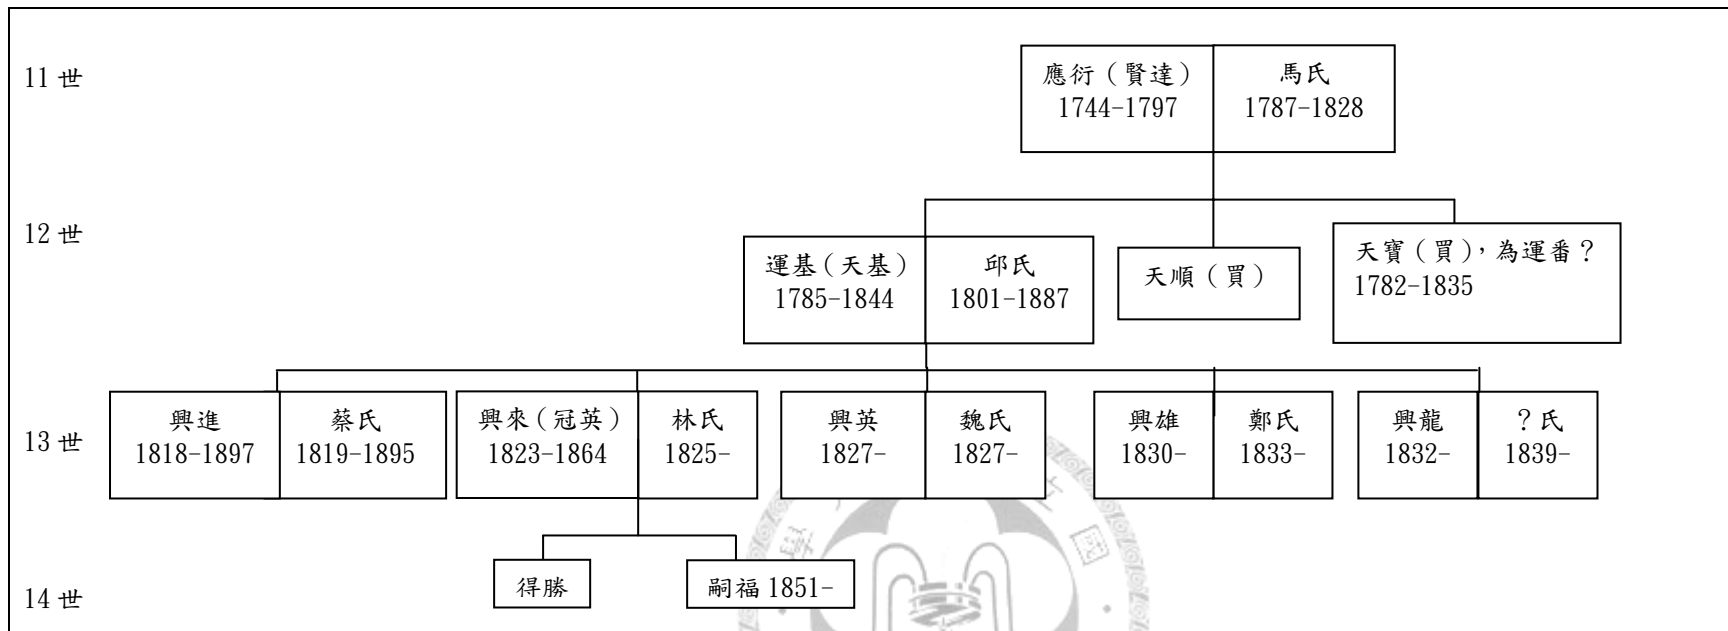 11 世
應衍（賢達）
1744-1797
馬氏
1787-1828
12 世
運基（天基）
1785-1844
邱氏
1801-1887
天順（買）
天寶（買），為運番？
1782-1835
13 世
興進
1818-1897
蔡氏
1819-1895
興來（冠英）
1823-1864
林氏
1825-
興英
1827-
魏氏
1827-
興雄
1830-
鄭氏
1833-
興龍
1832-
？氏
1839-
14 世
得勝
嗣福 1851-